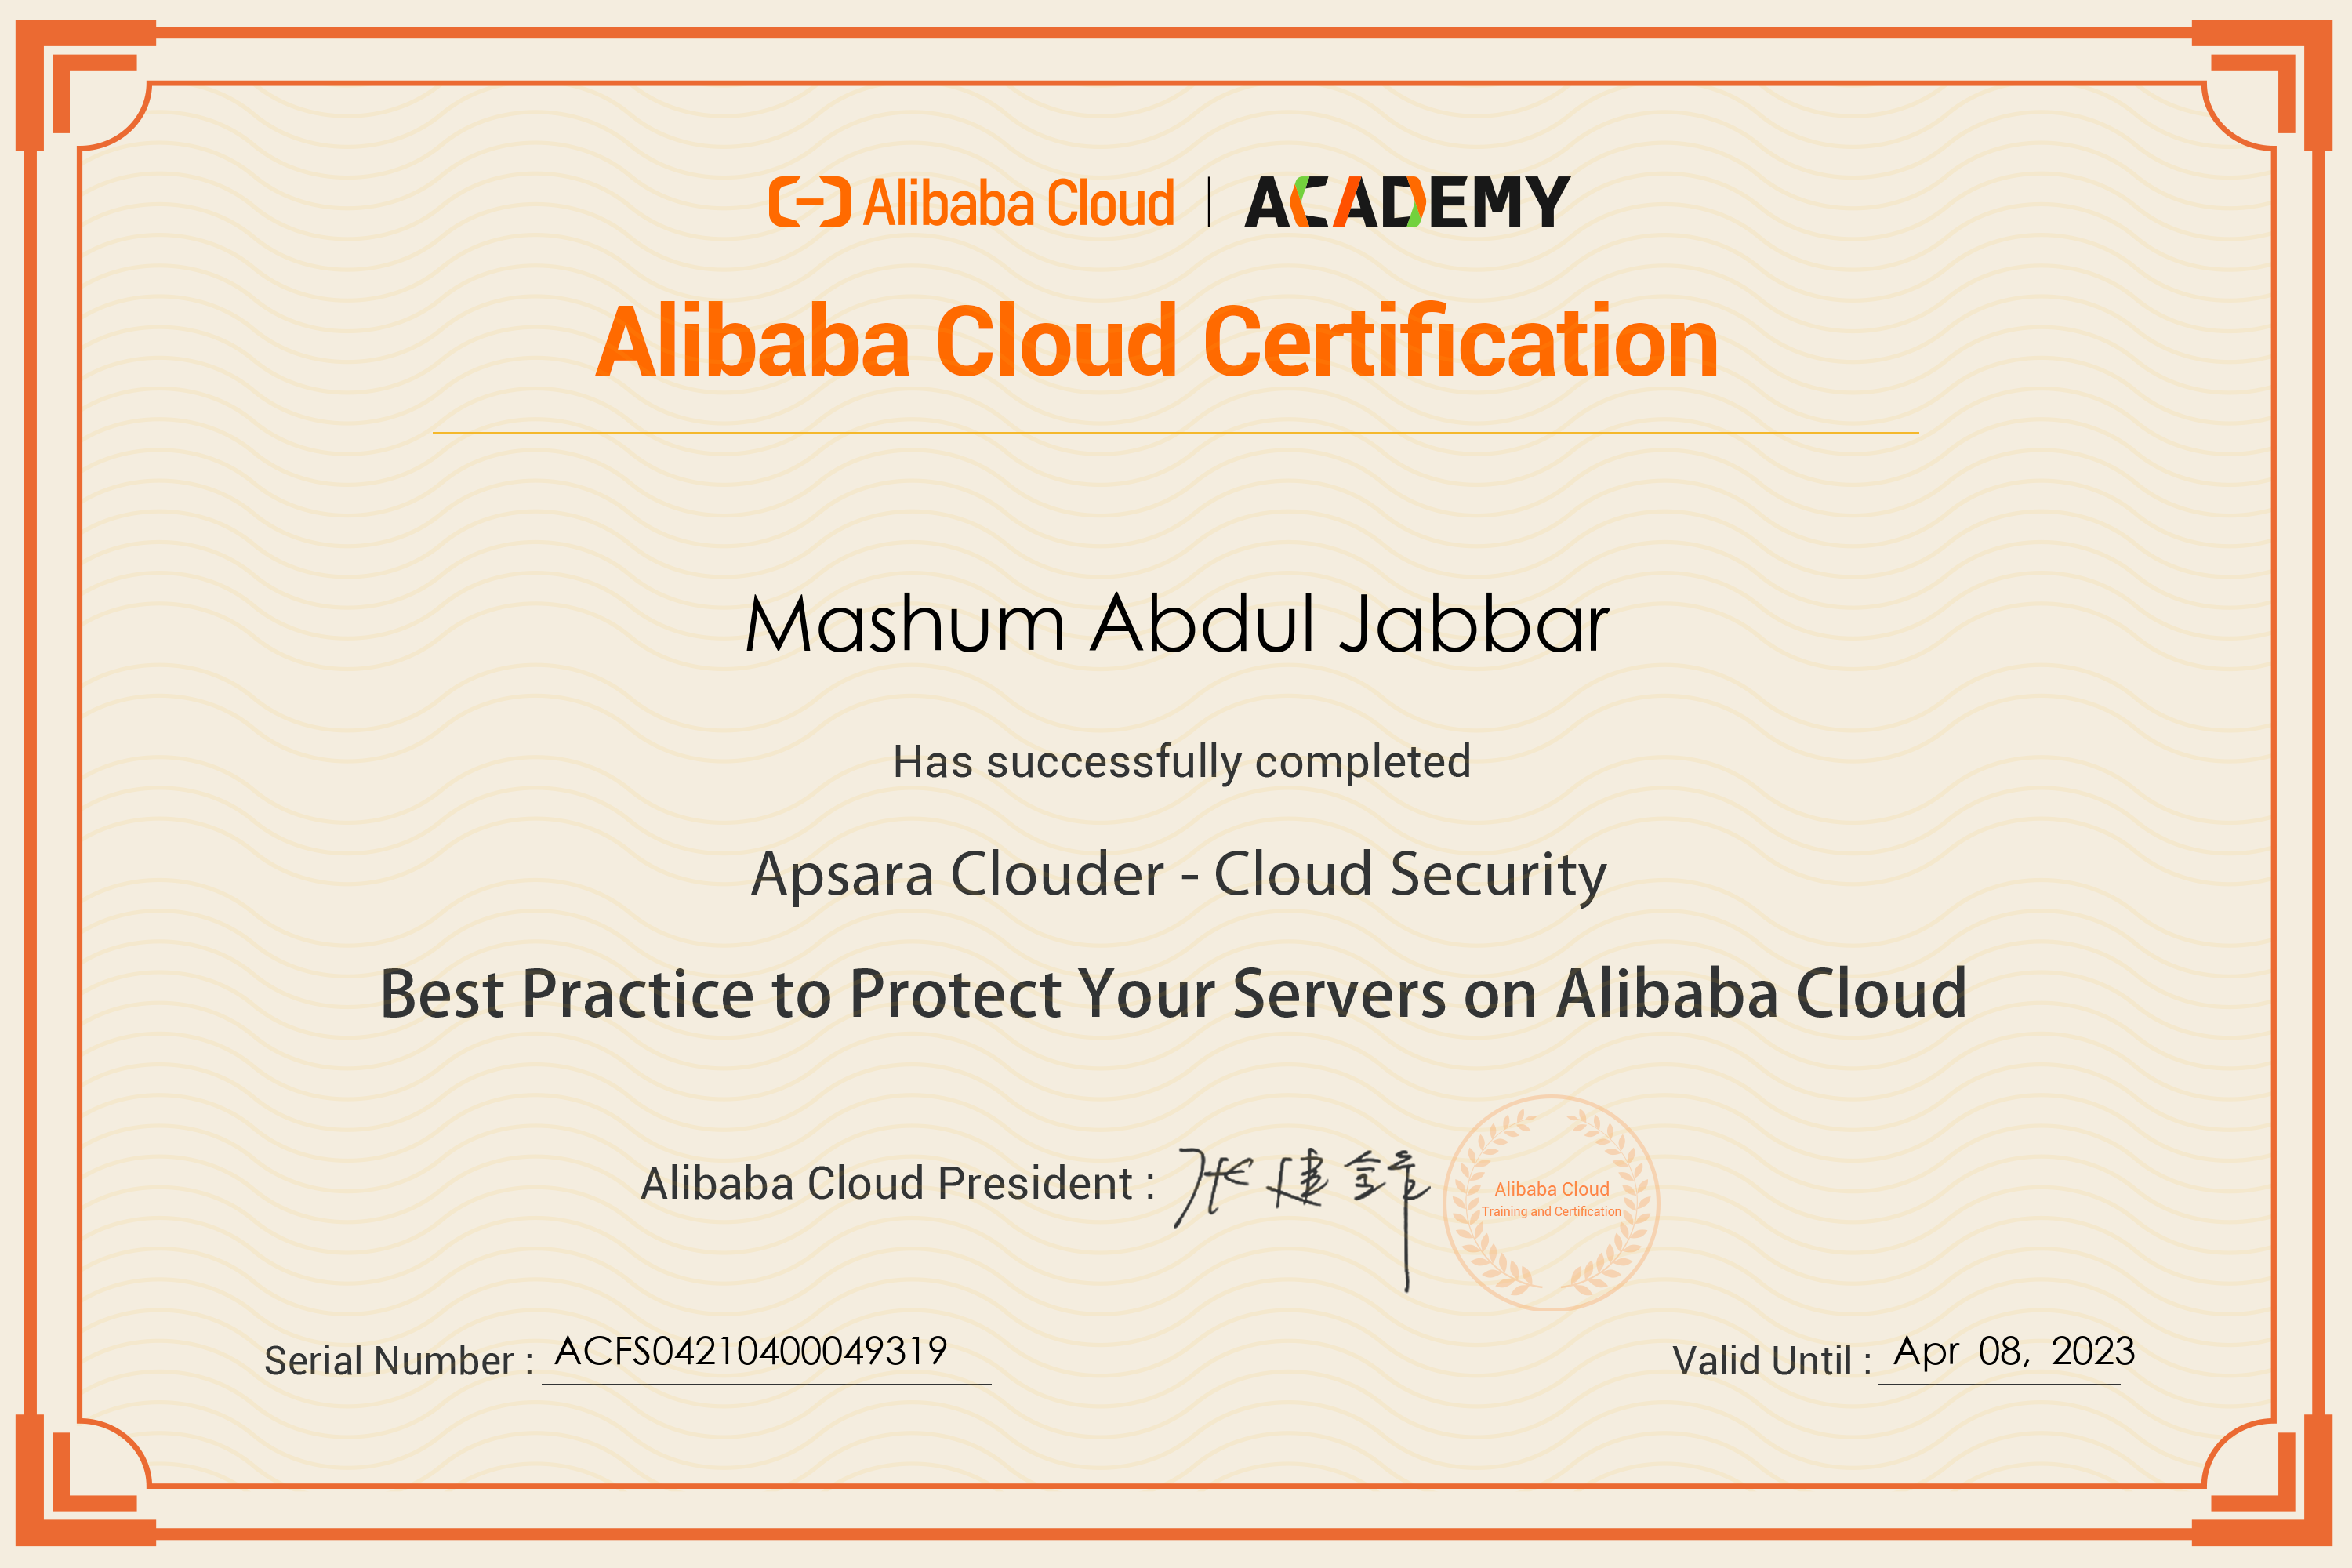 Alibaba Cloud | ACADEMY
Alibaba Cloud Certification
Mashum Abdul Jabbar
Has successfully completed
Apsara Clouder - Cloud Security
Best Practice to Protect Your Servers on Alibaba Cloud
Alibaba Cloud President : 张建锋
Alibaba Cloud
Training and Certification
Serial Number : ACFS04210400049319
Valid Until : Apr 08, 2023